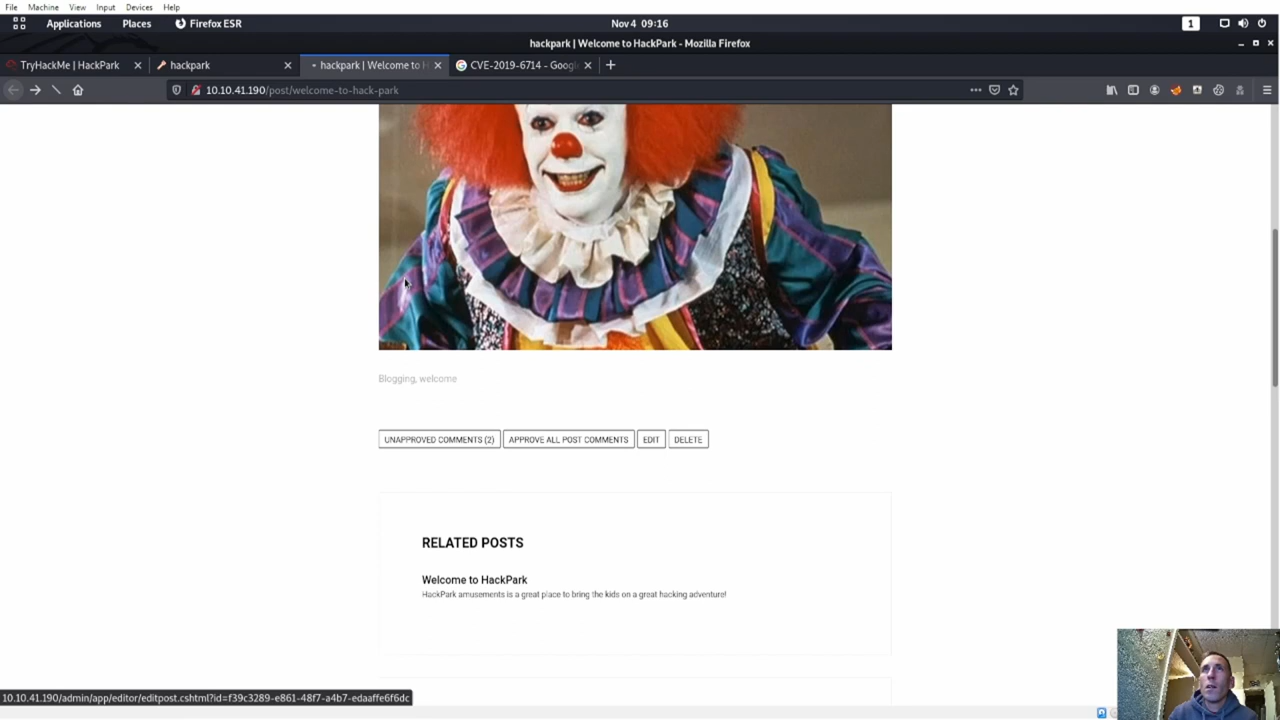 File Machine View Input Devices Help
Applications Places Firefox ESR Nov 4 09:16 1
hackpark | Welcome to HackPark - Mozilla Firefox
TryHackMe | HackPark hackpark hackpark | Welcome to H CVE-2019-6714 - Googl
10.10.41.190/post/welcome-to-hack-park
Blogging, welcome
UNAPPROVED COMMENTS (2) APPROVE ALL POST COMMENTS EDIT DELETE
RELATED POSTS
Welcome to HackPark
HackPark amusements is a great place to bring the kids on a great hacking adventure!
10.10.41.190/admin/app/editor/editpost.cshtml?id=f39c3289-e861-48f7-a4b7-edaaffe6f6dc